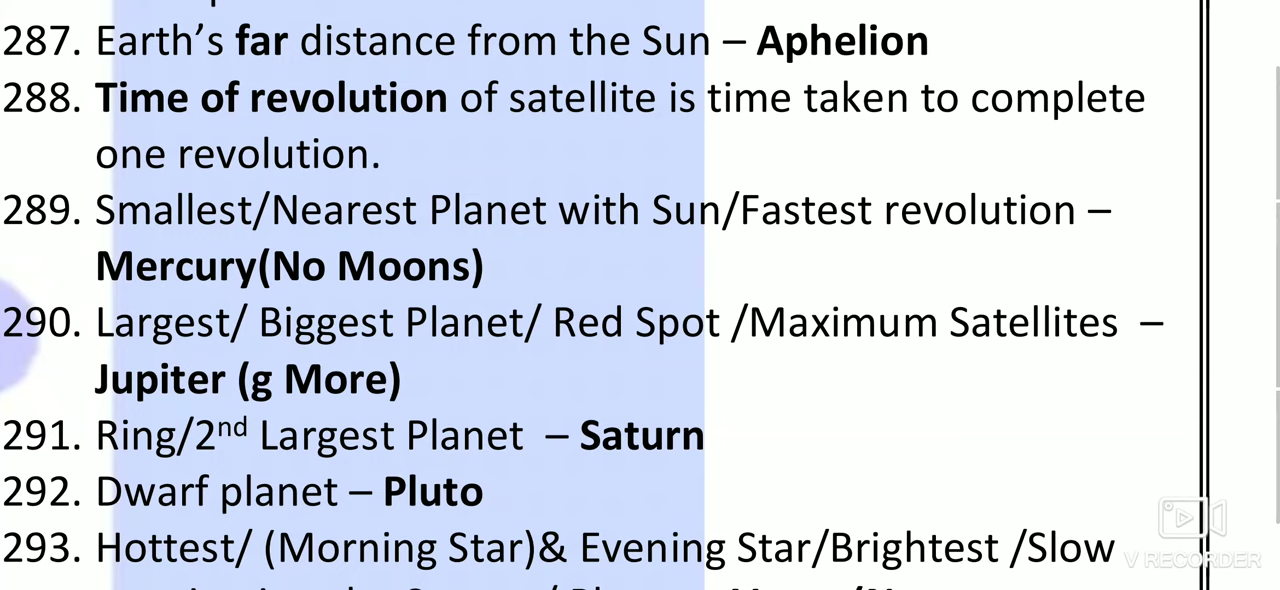 287. Earth’s far distance from the Sun – Aphelion
288. Time of revolution of satellite is time taken to complete
one revolution.
289. Smallest/Nearest Planet with Sun/Fastest revolution –
Mercury(No Moons)
290. Largest/ Biggest Planet/ Red Spot /Maximum Satellites –
Jupiter (g More)
291. Ring/2nd Largest Planet – Saturn
292. Dwarf planet – Pluto
293. Hottest/ (Morning Star)& Evening Star/Brightest /Slow
V RECORDER